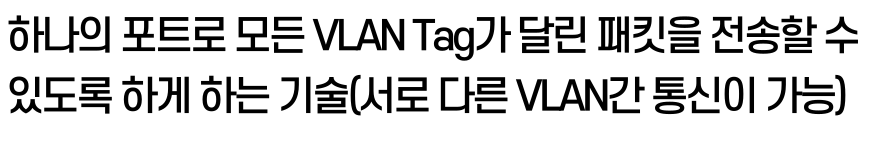 하나의 포트로 모든 VLAN Tag가 달린 패킷을 전송할 수
있도록 하게 하는 기술(서로 다른 VLAN간 통신이 가능)